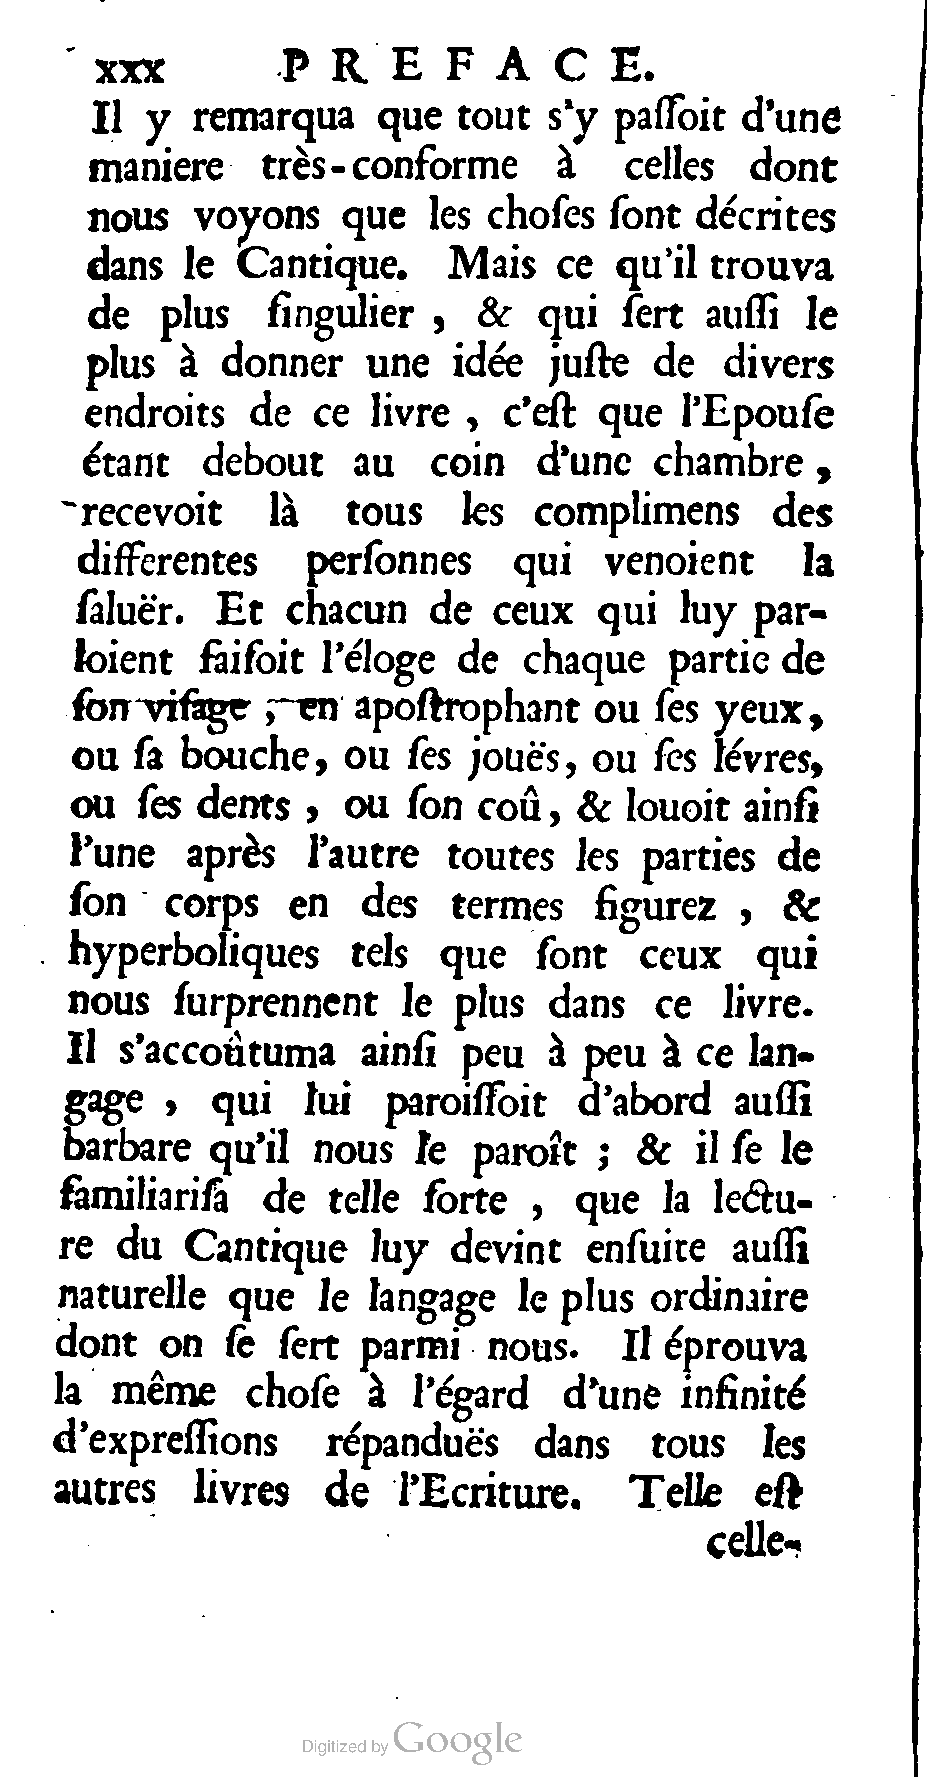 xxx PREFACE.
Il y remarqua que tout s'y paſſoit d'une
maniere très-conforme à celles dont
nous voyons que les choſes ſont décrites
dans le Cantique. Mais ce qu'il trouva
de plus ſingulier , & qui ſert auſſi le
plus à donner une idée juſte de divers
endroits de ce livre , c'eſt que l'Epouſe
étant debout au coin d'une chambre ,
recevoit là tous les complimens des
differentes perſonnes qui venoient la
ſaluër. Et chacun de ceux qui luy par-
loient faiſoit l'éloge de chaque partie de
ſon viſage , en apoſtrophant ou ſes yeux,
ou ſa bouche, ou ſes jouës, ou ſes lévres,
ou ſes dents , ou ſon coû, & louoit ainſi
l'une après l'autre toutes les parties de
ſon corps en des termes figurez , &
hyperboliques tels que ſont ceux qui
nous ſurprennent le plus dans ce livre.
Il s'accoûtuma ainſi peu à peu à ce lan-
gage , qui lui paroiſſoit d'abord auſſi
barbare qu'il nous le paroît ; & il ſe le
familiariſa de telle ſorte , que la lectu-
re du Cantique luy devint enſuite auſſi
naturelle que le langage le plus ordinaire
dont on ſe ſert parmi nous. Il éprouva
la même choſe à l'égard d'une infinité
d'expreſſions répanduës dans tous les
autres livres de l'Ecriture. Telle eſt
celle-
Digitized by Google